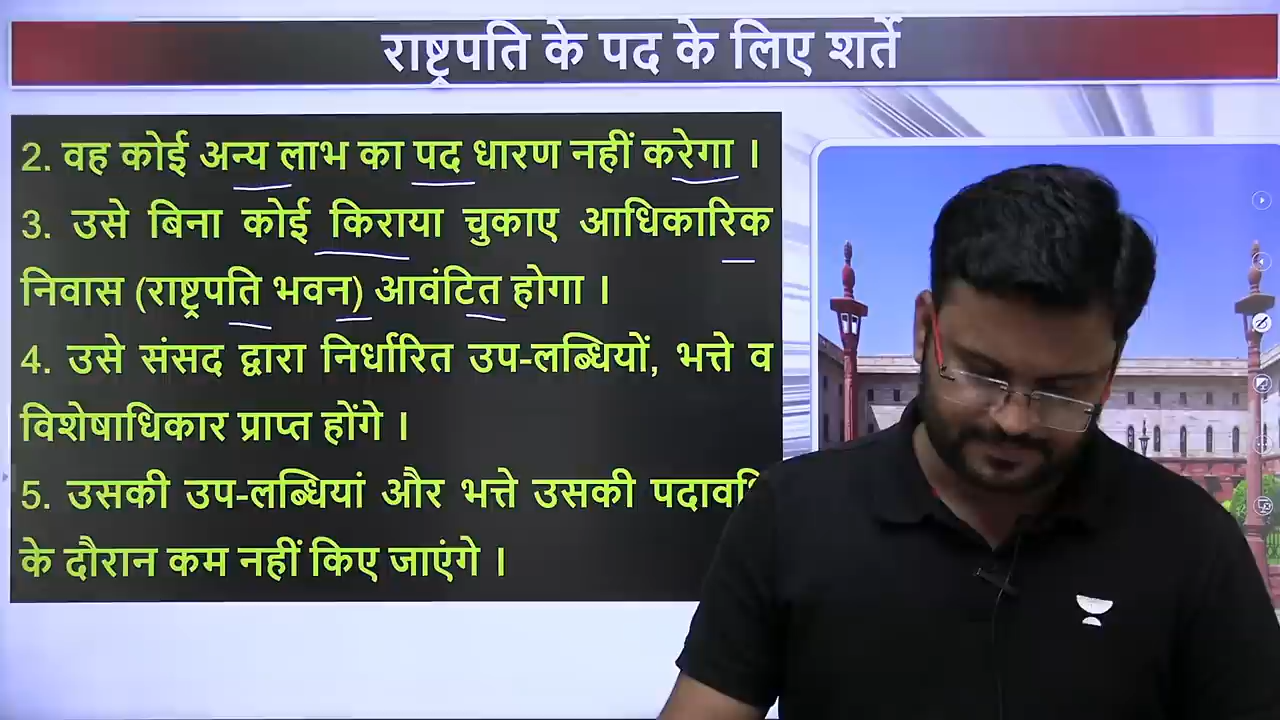 राष्ट्रपति के पद के लिए शर्ते
2. वह कोई अन्य लाभ का पद धारण नहीं करेगा ।
3. उसे बिना कोई किराया चुकाए आधिकारिक
निवास (राष्ट्रपति भवन) आवंटित होगा ।
4. उसे संसद द्वारा निर्धारित उप-लब्धियों, भत्ते व
विशेषाधिकार प्राप्त होंगे ।
5. उसकी उप-लब्धियां और भत्ते उसकी
के दौरान कम नहीं किए जाएंगे ।